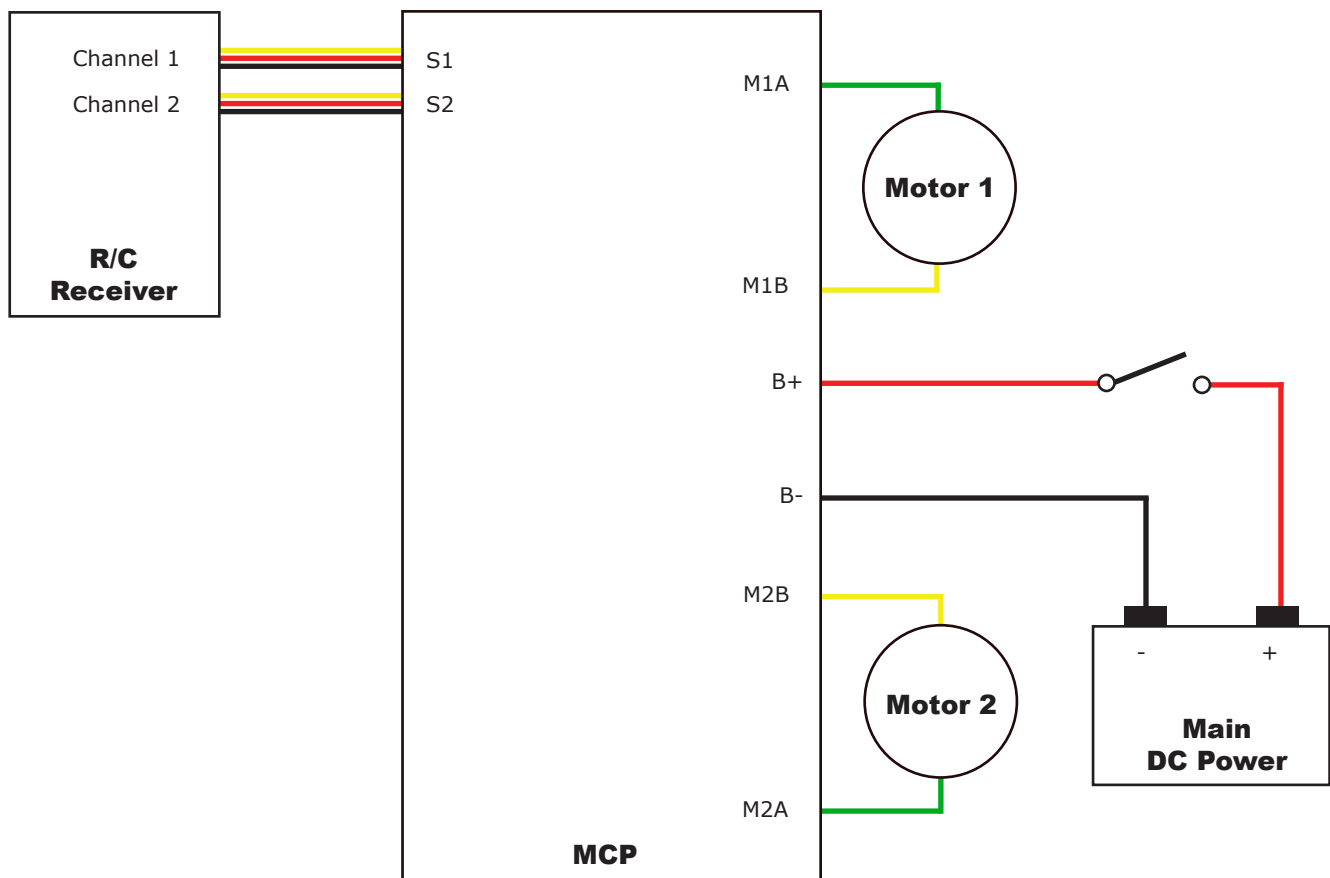 Channel 1
Channel 2
R/C
Receiver
S1
S2
MCP
M1A
M1B
B+
B-
M2B
M2A
Motor 1
Motor 2
- +
Main
DC Power